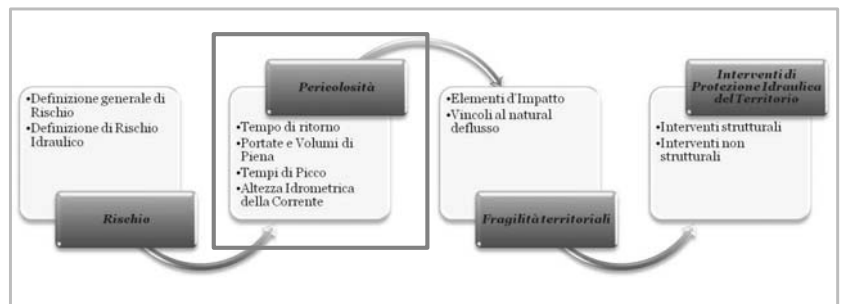 •Definizione generale di
Rischio
•Definizione di Rischio
Idraulico
Rischio
Pericolosità
•Tempo di ritorno
•Portate e Volumi di
Piena
•Tempi di Picco
•Altezza Idrometrica
della Corrente
•Elementi d'Impatto
•Vincoli al natural
deflusso
Fragilità territoriali
Interventi di
Protezione Idraulica
del Territorio
•Interventi strutturali
•Interventi non
strutturali